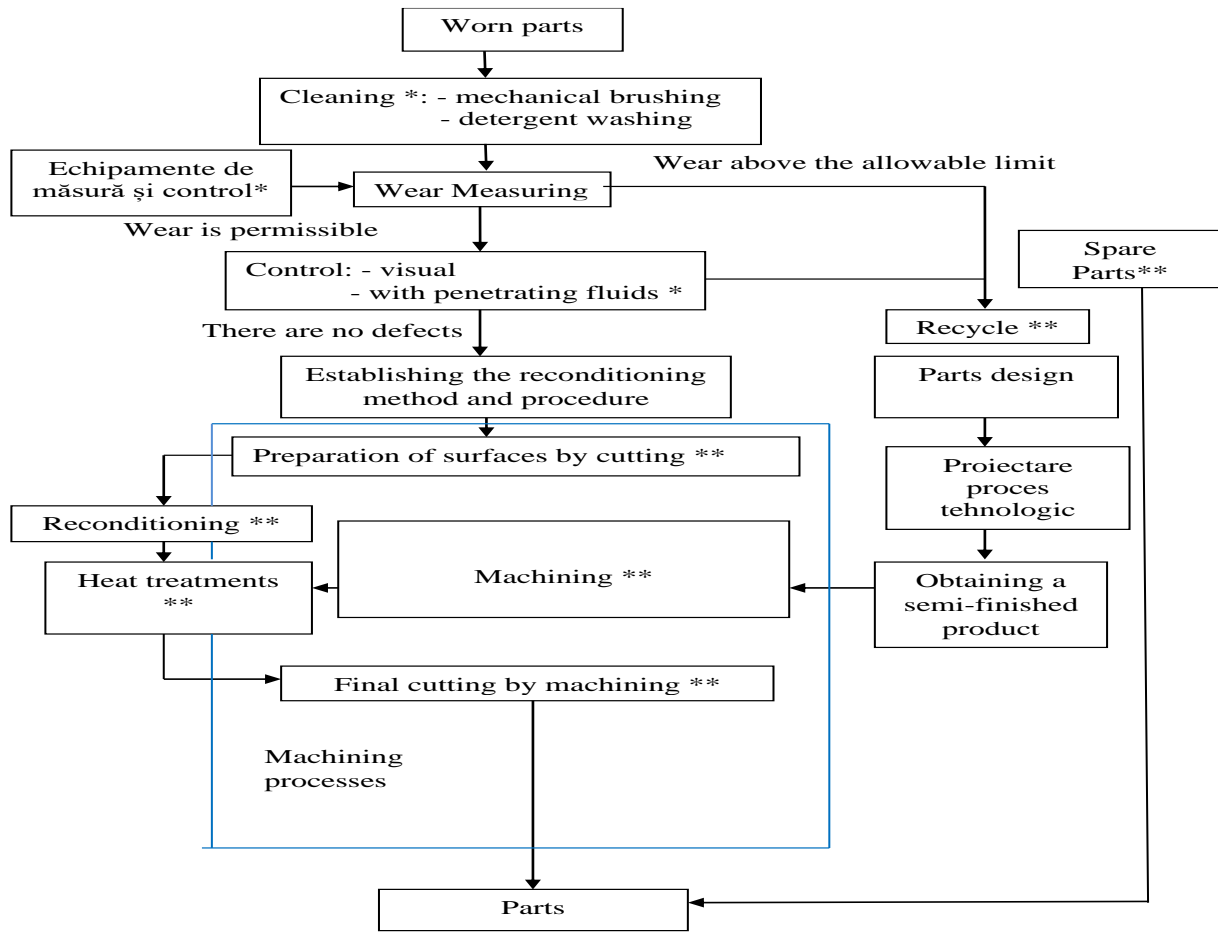 Worn parts
Cleaning *: - mechanical brushing
- detergent washing
Wear above the allowable limit
Echipamente de
măsură și control*
Wear Measuring
Wear is permissible
Spare
Parts**
Control: - visual
- with penetrating fluids *
There are no defects
Recycle **
Establishing the reconditioning
method and procedure
Parts design
Preparation of surfaces by cutting **
Proiectare
proces
tehnologic
Reconditioning **
Heat treatments
**
Machining **
Obtaining a
semi-finished
product
Final cutting by machining **
Machining
processes
Parts